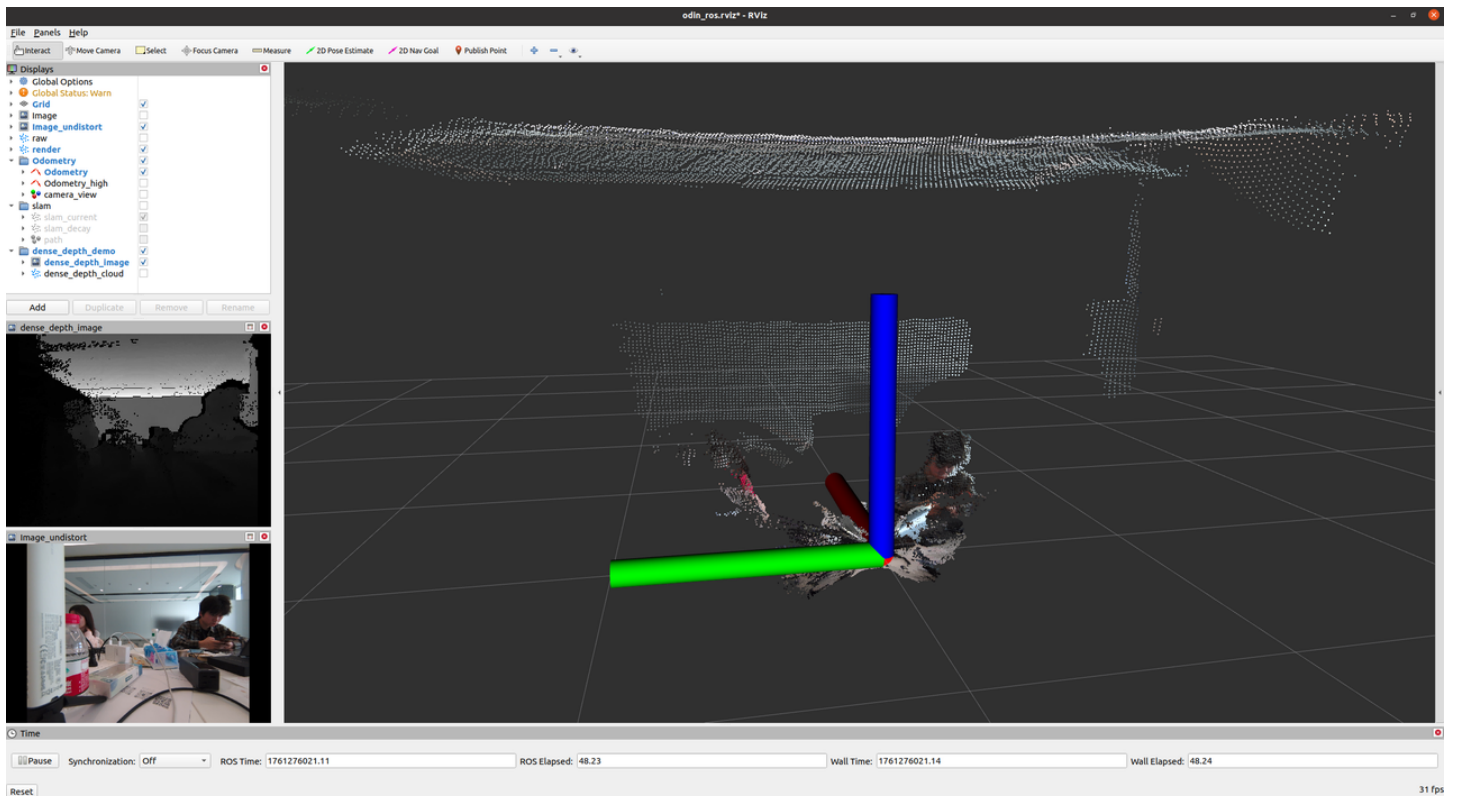 odin_ros.rviz* - RViz
File Panels Help
Interact Move Camera Select Focus Camera Measure 2D Pose Estimate 2D Nav Goal Publish Point
Displays
Global Options
Global Status: Warn
Grid
Image
Image_undistort
raw
render
Odometry
Odometry
Odometry_high
camera_view
slam
slam_current
slam_decay
path
dense_depth_demo
dense_depth_image
dense_depth_cloud
Add Duplicate Remove Rename
dense_depth_image
Image_undistort
Time
Pause Synchronization: Off ROS Time: 1761276021.11 ROS Elapsed: 48.23 Wall Time: 1761276021.14 Wall Elapsed: 48.24
Reset 31 fps